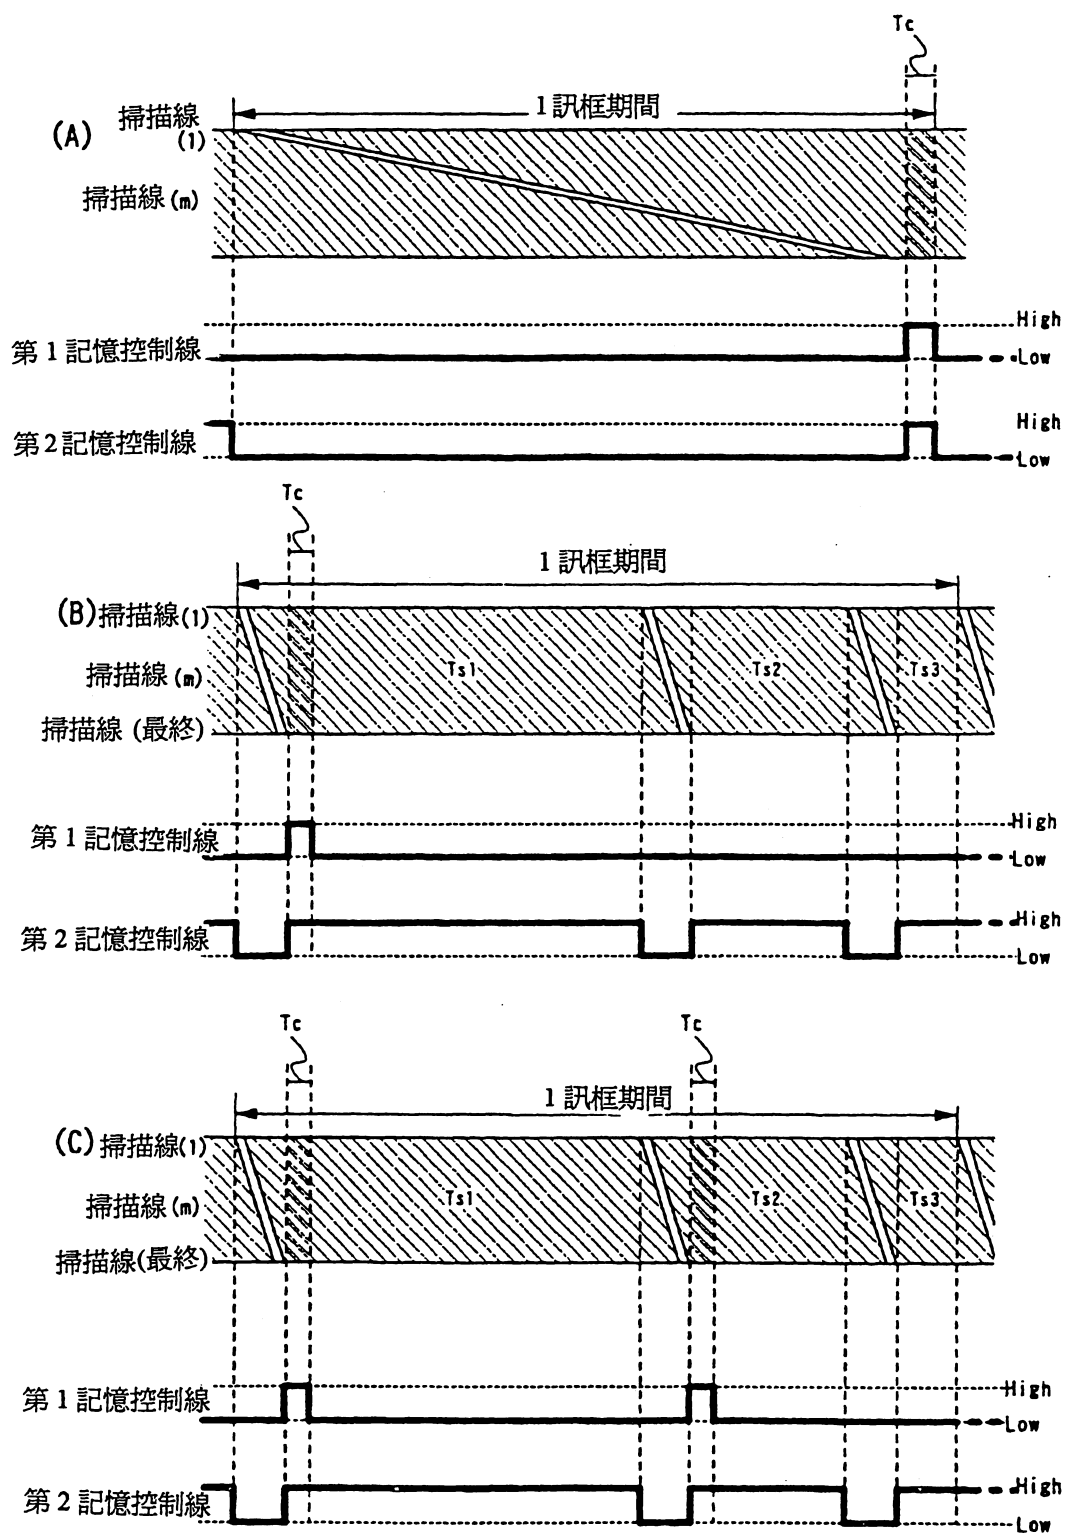 Tc
1訊框期間
(A)
掃描線
(1)
掃描線(m)
High
第1記憶控制線
Low
High
第2記憶控制線
Low
Tc
1訊框期間
(B)掃描線(1)
掃描線(m)
Ts1
Ts2
Ts3
掃描線(最終)
High
第1記憶控制線
Low
High
第2記憶控制線
Low
Tc
Tc
1訊框期間
(C)掃描線(1)
掃描線(m)
Ts1
Ts2
Ts3
掃描線(最終)
High
第1記憶控制線
Low
High
第2記憶控制線
Low